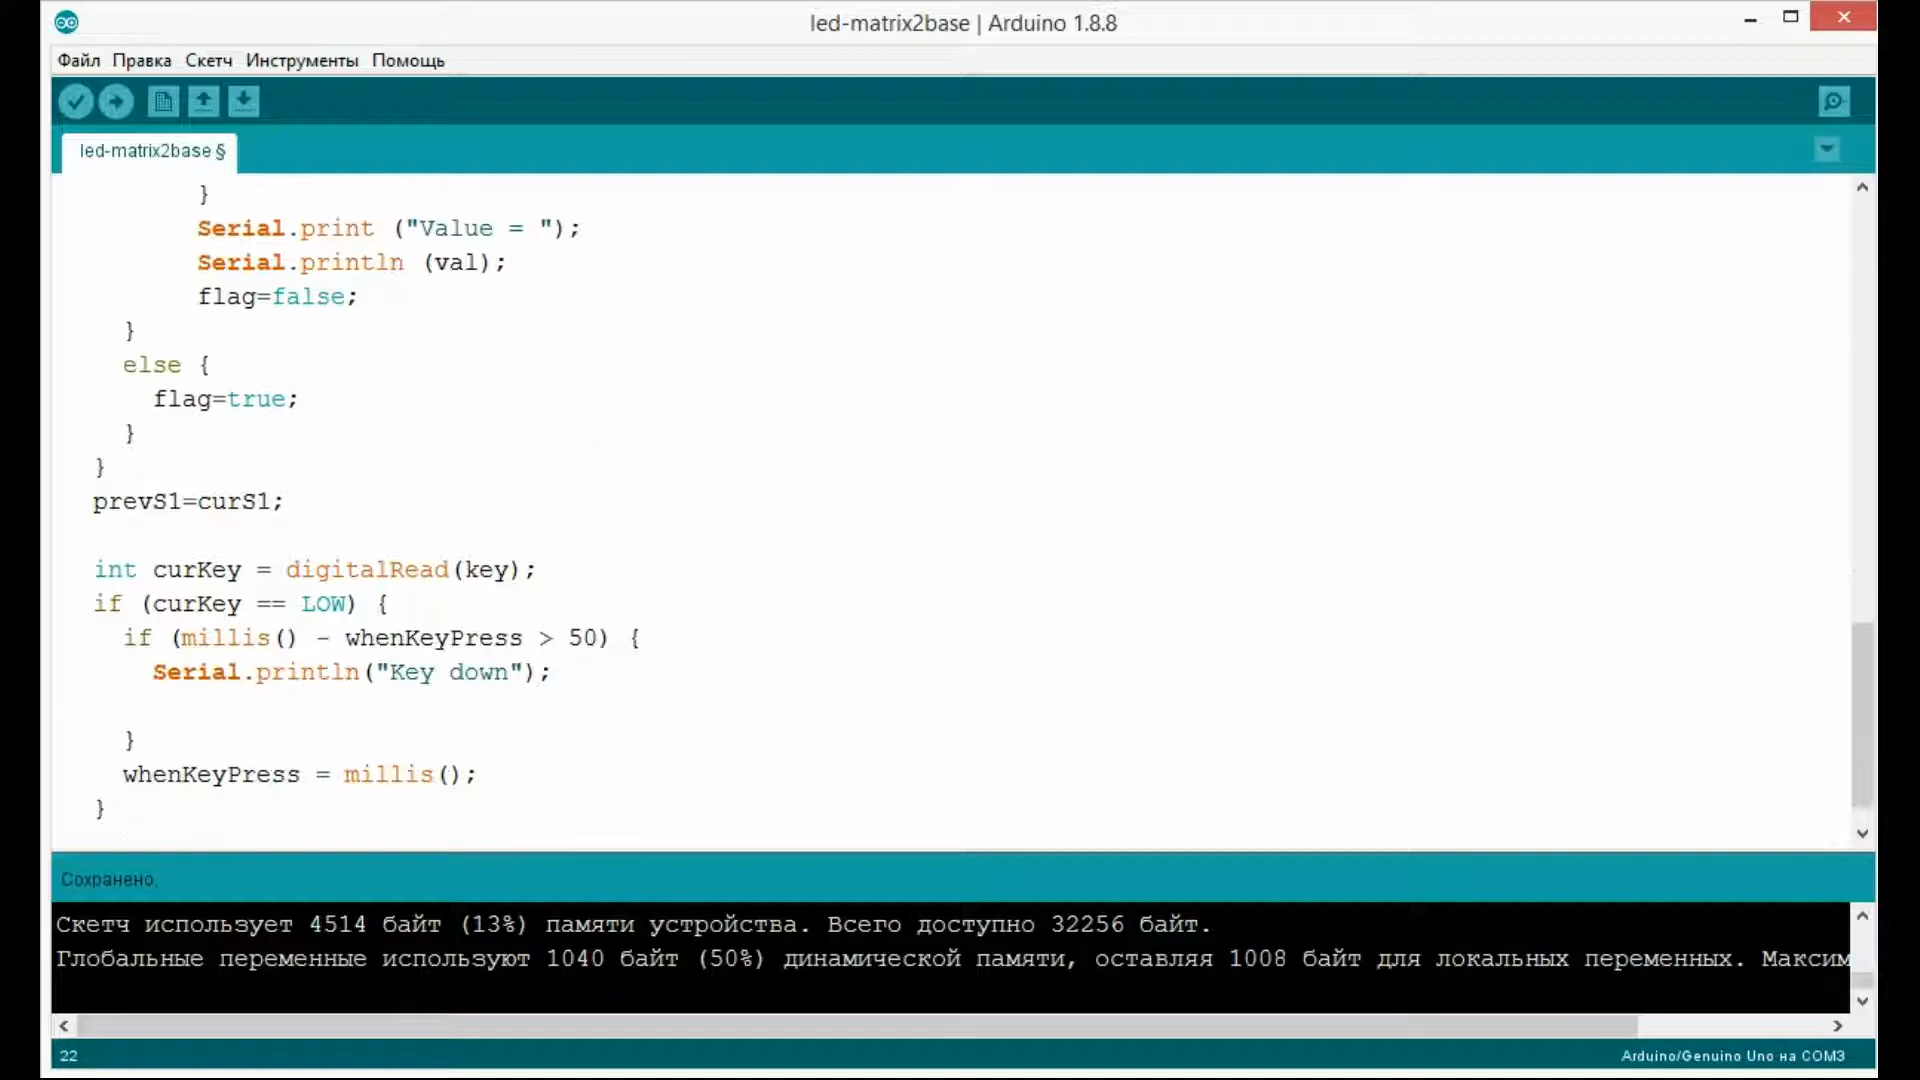 led-matrix2base | Arduino 1.8.8
Файл Правка Скетч Инструменты Помощь
led-matrix2base §
}
Serial.print ("Value = ");
Serial.println (val);
flag=false;
}
else {
flag=true;
}
}
prevS1=curS1;
int curKey = digitalRead(key);
if (curKey == LOW) {
if (millis() - whenKeyPress > 50) {
Serial.println("Key down");
}
whenKeyPress = millis();
}
Сохранено.
Скетч использует 4514 байт (13%) памяти устройства. Всего доступно 32256 байт.
Глобальные переменные используют 1040 байт (50%) динамической памяти, оставляя 1008 байт для локальных переменных. Максим
22
Arduino/Genuino Uno на COM3